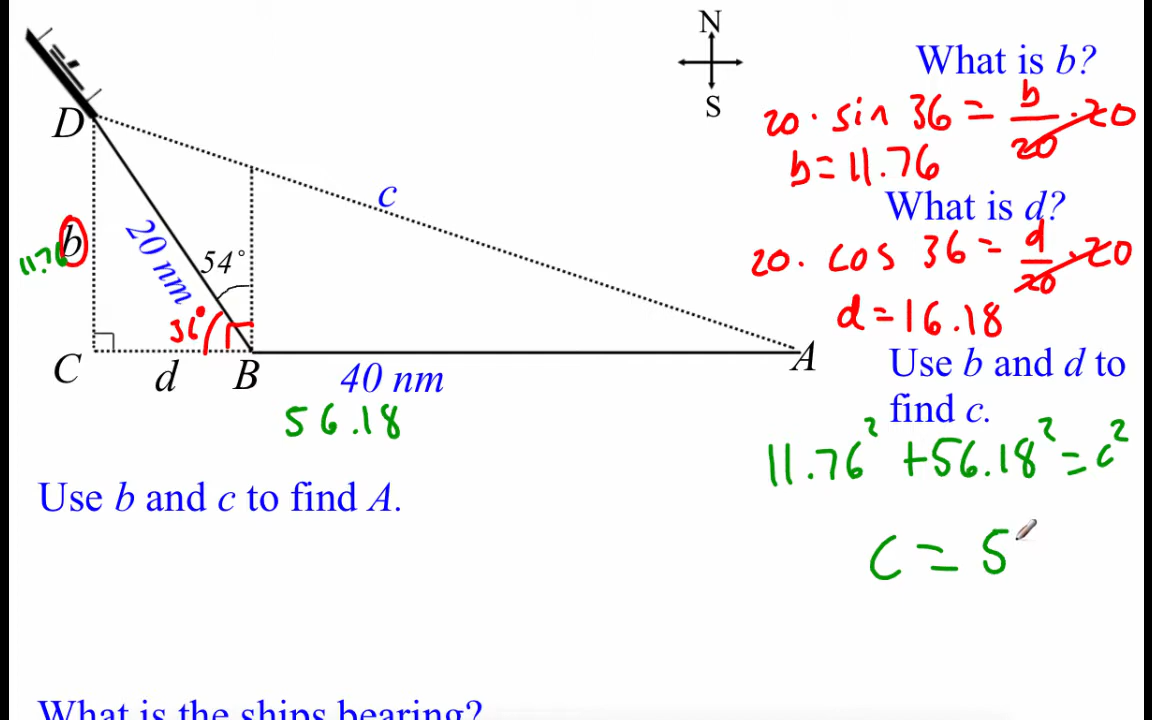 N
S
What is b?
20 · sin 36 = b/20 · 20
b = 11.76
What is d?
20 · cos 36 = d/20 · 20
d = 16.18
Use b and d to
find c.
11.76² + 56.18² = c²
c = 5
D
c
b
11.76
20 nm
54°
36°
C
d
B
40 nm
A
56.18
Use b and c to find A.
What is the ships bearing?